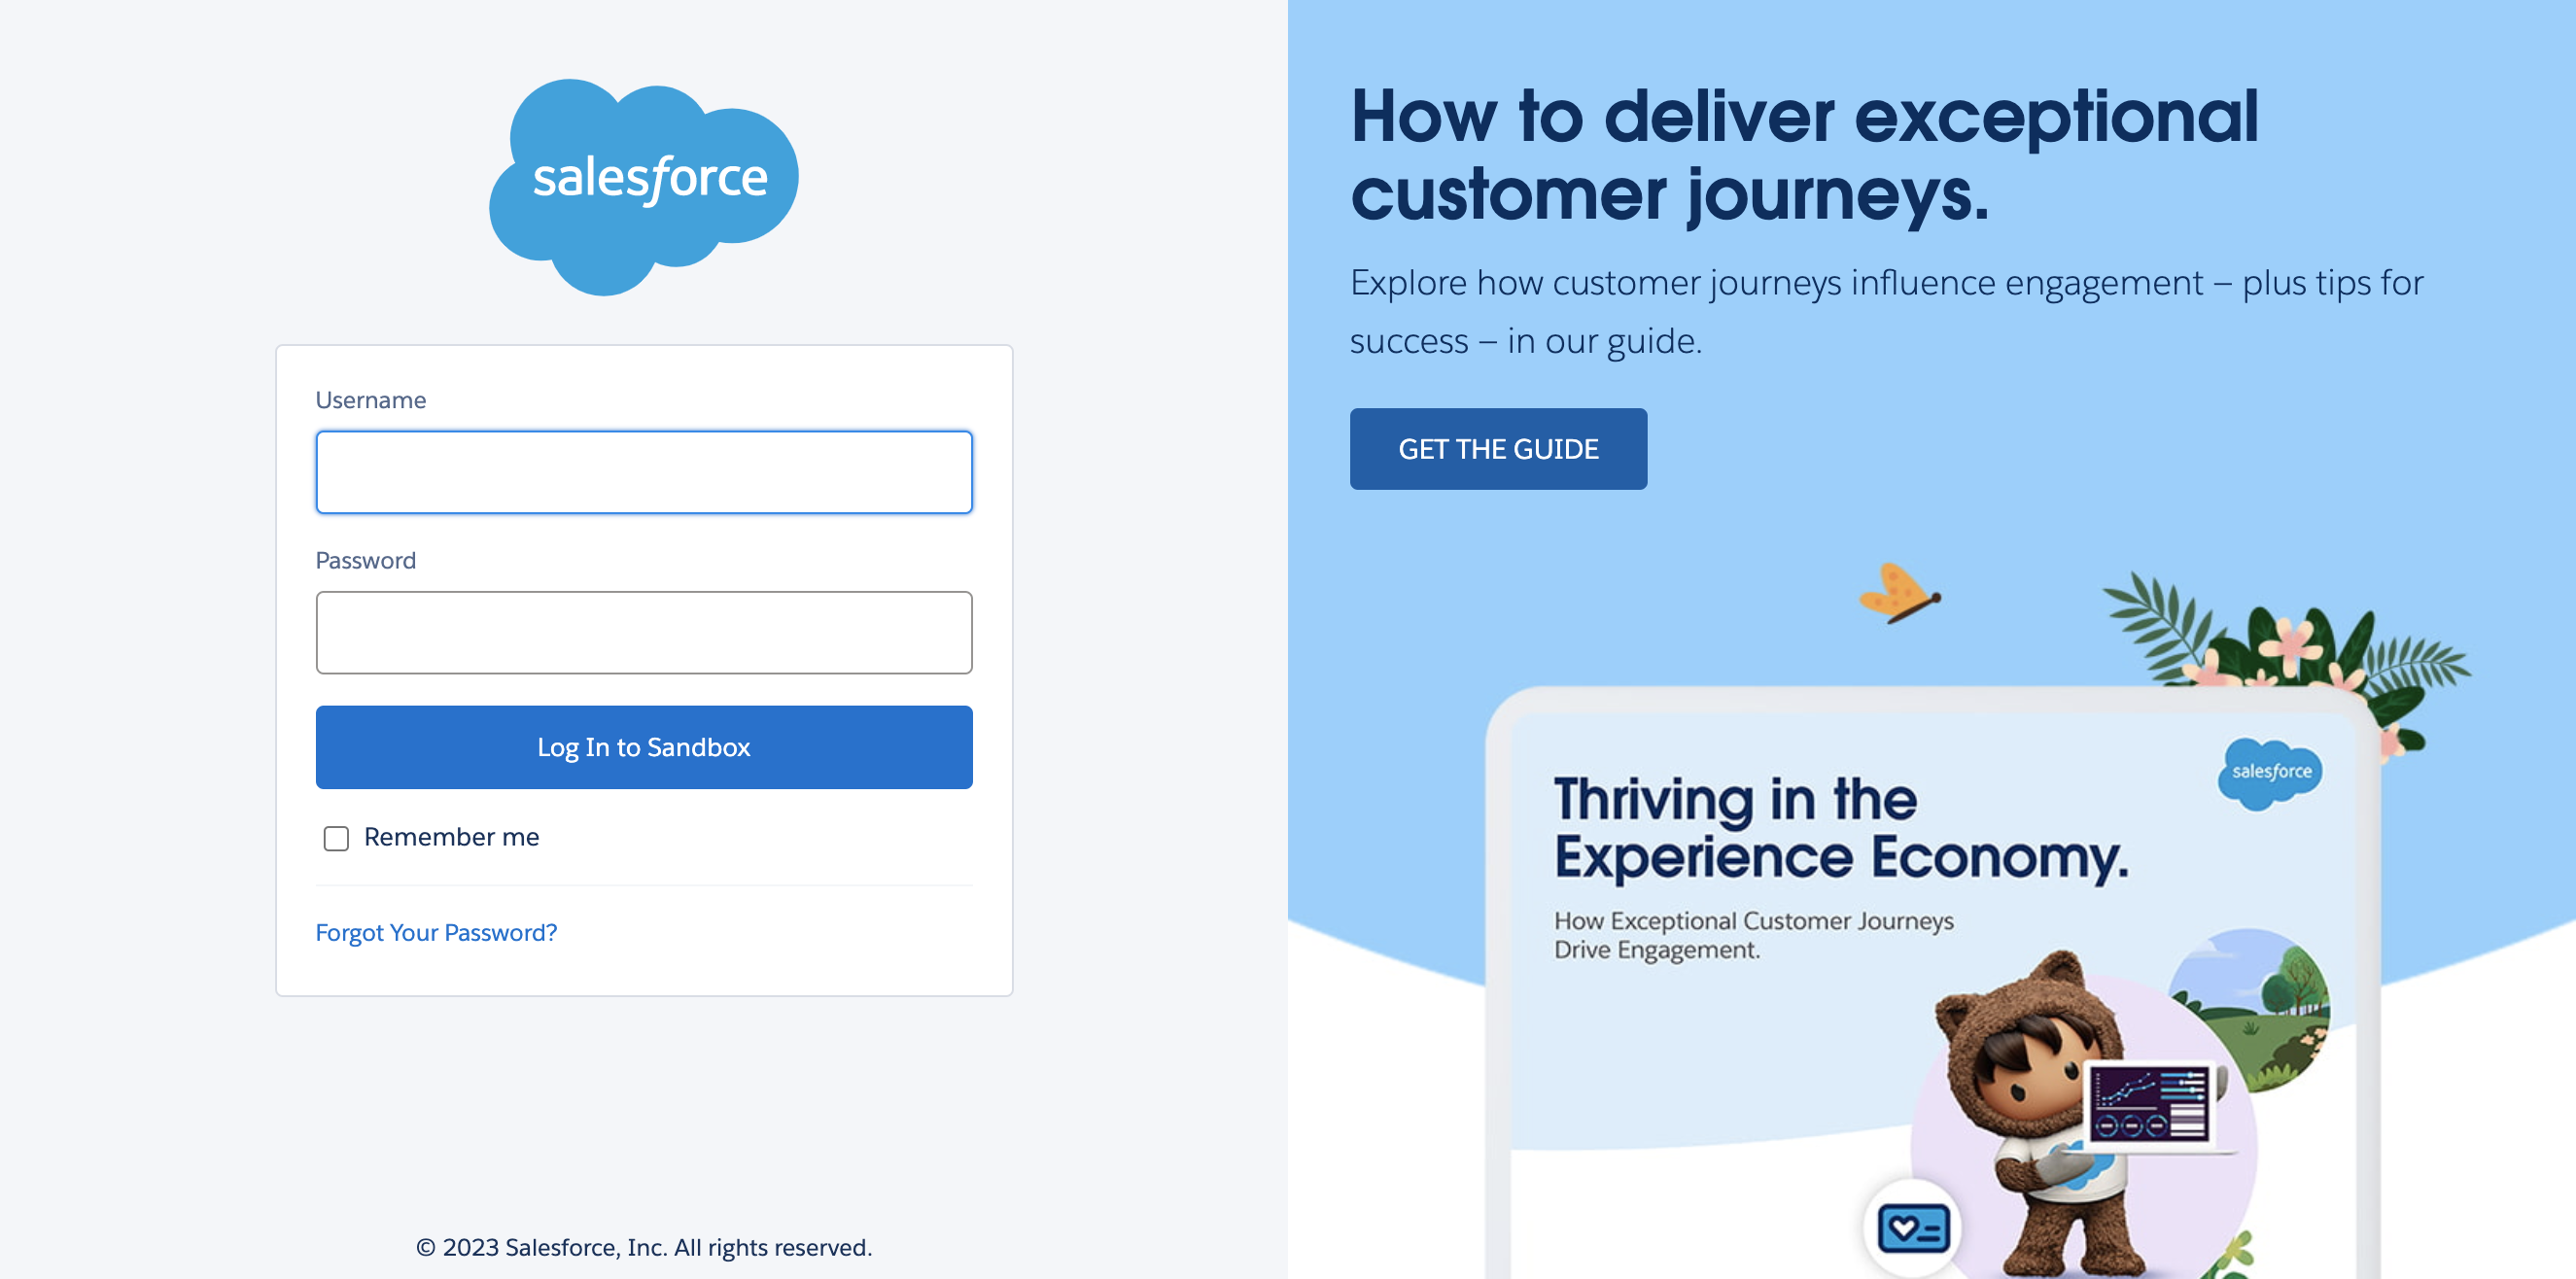 salesforce
Username
Password
Log In to Sandbox
Remember me
Forgot Your Password?
© 2023 Salesforce, Inc. All rights reserved.
How to deliver exceptional
customer journeys.
Explore how customer journeys influence engagement – plus tips for
success – in our guide.
GET THE GUIDE
salesforce
Thriving in the
Experience Economy.
How Exceptional Customer Journeys
Drive Engagement.